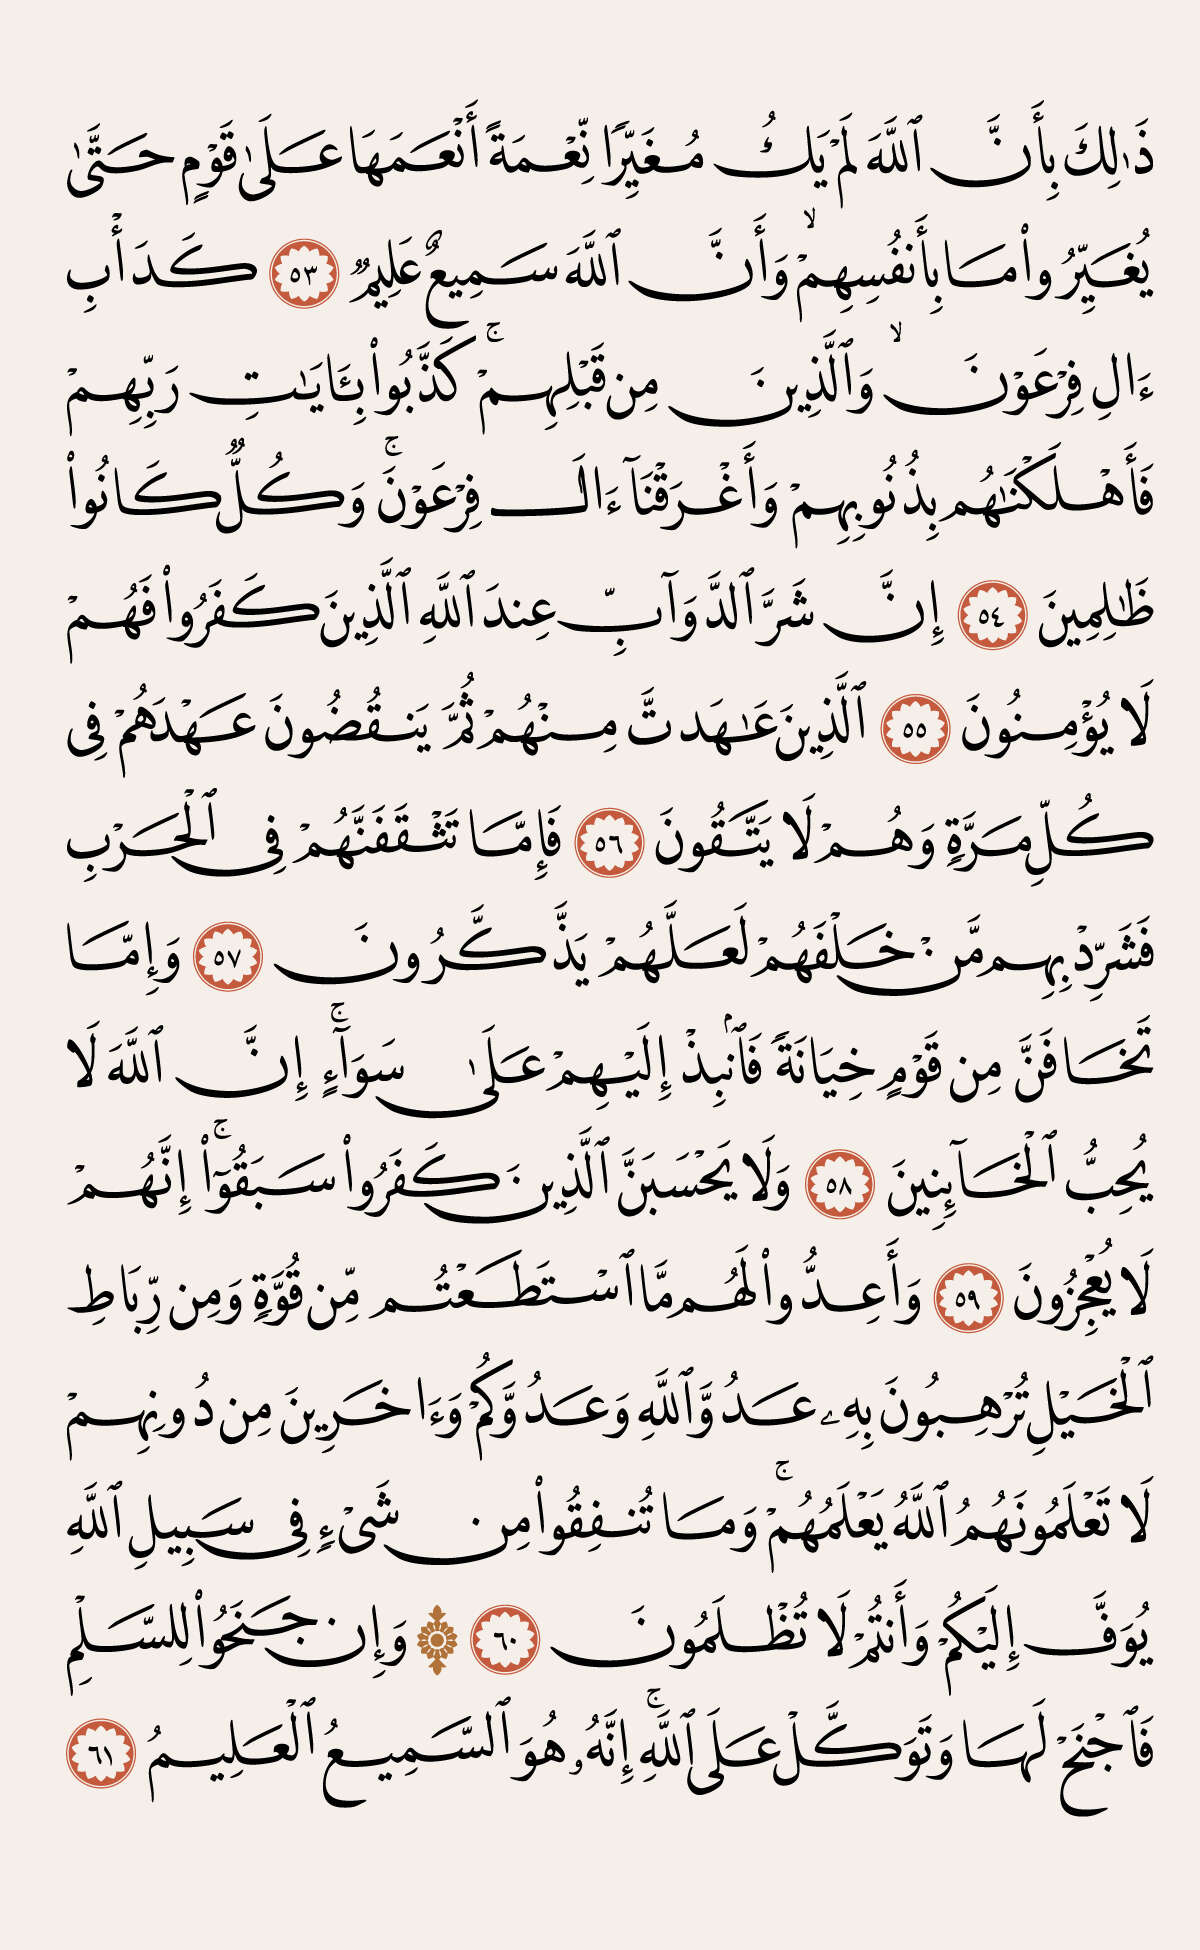 ذَٰلِكَ بِأَنَّ ٱللَّهَ لَمْ يَكُ مُغَيِّرًا نِّعْمَةً أَنْعَمَهَا عَلَىٰ قَوْمٍ حَتَّىٰ
يُغَيِّرُوا۟ مَا بِأَنفُسِهِمْ ۙ وَأَنَّ ٱللَّهَ سَمِيعٌ عَلِيمٌ ٥٣ كَدَأْبِ
ءَالِ فِرْعَوْنَ ۙ وَٱلَّذِينَ مِن قَبْلِهِمْ ۚ كَذَّبُوا۟ بِـَٔايَـٰتِ رَبِّهِمْ
فَأَهْلَكْنَـٰهُم بِذُنُوبِهِمْ وَأَغْرَقْنَآ ءَالَ فِرْعَوْنَ ۚ وَكُلٌّ كَانُوا۟
ظَـٰلِمِينَ ٥٤ إِنَّ شَرَّ ٱلدَّوَآبِّ عِندَ ٱللَّهِ ٱلَّذِينَ كَفَرُوا۟ فَهُمْ
لَا يُؤْمِنُونَ ٥٥ ٱلَّذِينَ عَـٰهَدتَّ مِنْهُمْ ثُمَّ يَنقُضُونَ عَهْدَهُمْ فِى
كُلِّ مَرَّةٍ وَهُمْ لَا يَتَّقُونَ ٥٦ فَإِمَّا تَثْقَفَنَّهُمْ فِى ٱلْحَرْبِ
فَشَرِّدْ بِهِم مَّنْ خَلْفَهُمْ لَعَلَّهُمْ يَذَّكَّرُونَ ٥٧ وَإِمَّا
تَخَافَنَّ مِن قَوْمٍ خِيَانَةً فَٱنۢبِذْ إِلَيْهِمْ عَلَىٰ سَوَآءٍ ۚ إِنَّ ٱللَّهَ لَا
يُحِبُّ ٱلْخَآئِنِينَ ٥٨ وَلَا يَحْسَبَنَّ ٱلَّذِينَ كَفَرُوا۟ سَبَقُوٓا۟ ۚ إِنَّهُمْ
لَا يُعْجِزُونَ ٥٩ وَأَعِدُّوا۟ لَهُم مَّا ٱسْتَطَعْتُم مِّن قُوَّةٍ وَمِن رِّبَاطِ
ٱلْخَيْلِ تُرْهِبُونَ بِهِۦ عَدُوَّ ٱللَّهِ وَعَدُوَّكُمْ وَءَاخَرِينَ مِن دُونِهِمْ
لَا تَعْلَمُونَهُمُ ٱللَّهُ يَعْلَمُهُمْ ۚ وَمَا تُنفِقُوا۟ مِن شَىْءٍ فِى سَبِيلِ ٱللَّهِ
يُوَفَّ إِلَيْكُمْ وَأَنتُمْ لَا تُظْلَمُونَ ٦٠ ۞ وَإِن جَنَحُوا۟ لِلسَّلْمِ
فَٱجْنَحْ لَهَا وَتَوَكَّلْ عَلَى ٱللَّهِ ۚ إِنَّهُۥ هُوَ ٱلسَّمِيعُ ٱلْعَلِيمُ ٦١